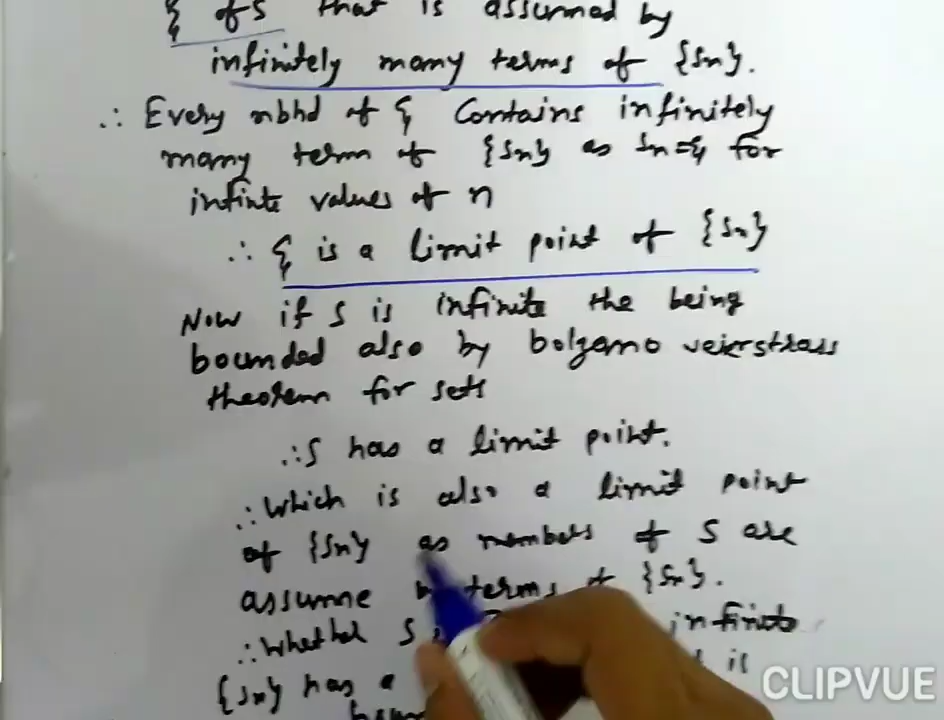 ξ of S that is assumed by
infinitely many terms of {Sn}.
∴ Every nbhd of ξ Contains infinitely
many term of {Sn} as Sn=ξ for
infinte values of n
∴ ξ is a limit point of {Sn}
Now if S is infinite the being
bounded also by bolzano veierstrass
theorem for sets
∴ S has a limit point.
∴ Which is also a limit point
of {Sn} as members of S are
assume terms of {Sn}.
∴ Whether S infinite
{Sn} has a is
CLIPVUE